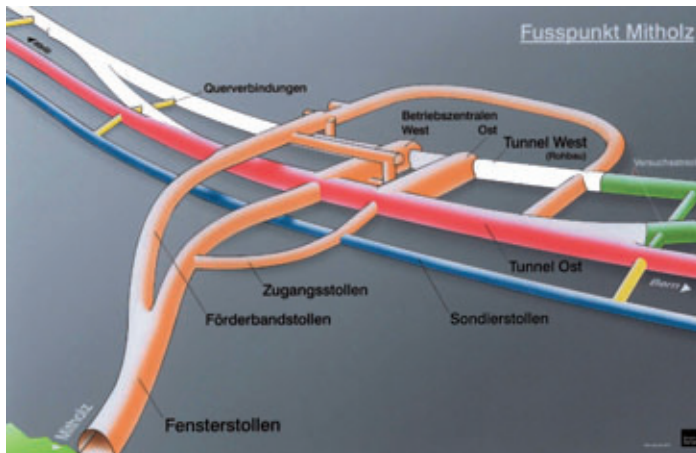 Fusspunkt Mitholz
Querverbindungen
Betriebszentralen
West Ost
Tunnel West
(Rohbau)
Tunnel Ost
Bern
Zugangsstollen
Förderbandstollen
Sondierstollen
Fensterstollen
Mitholz